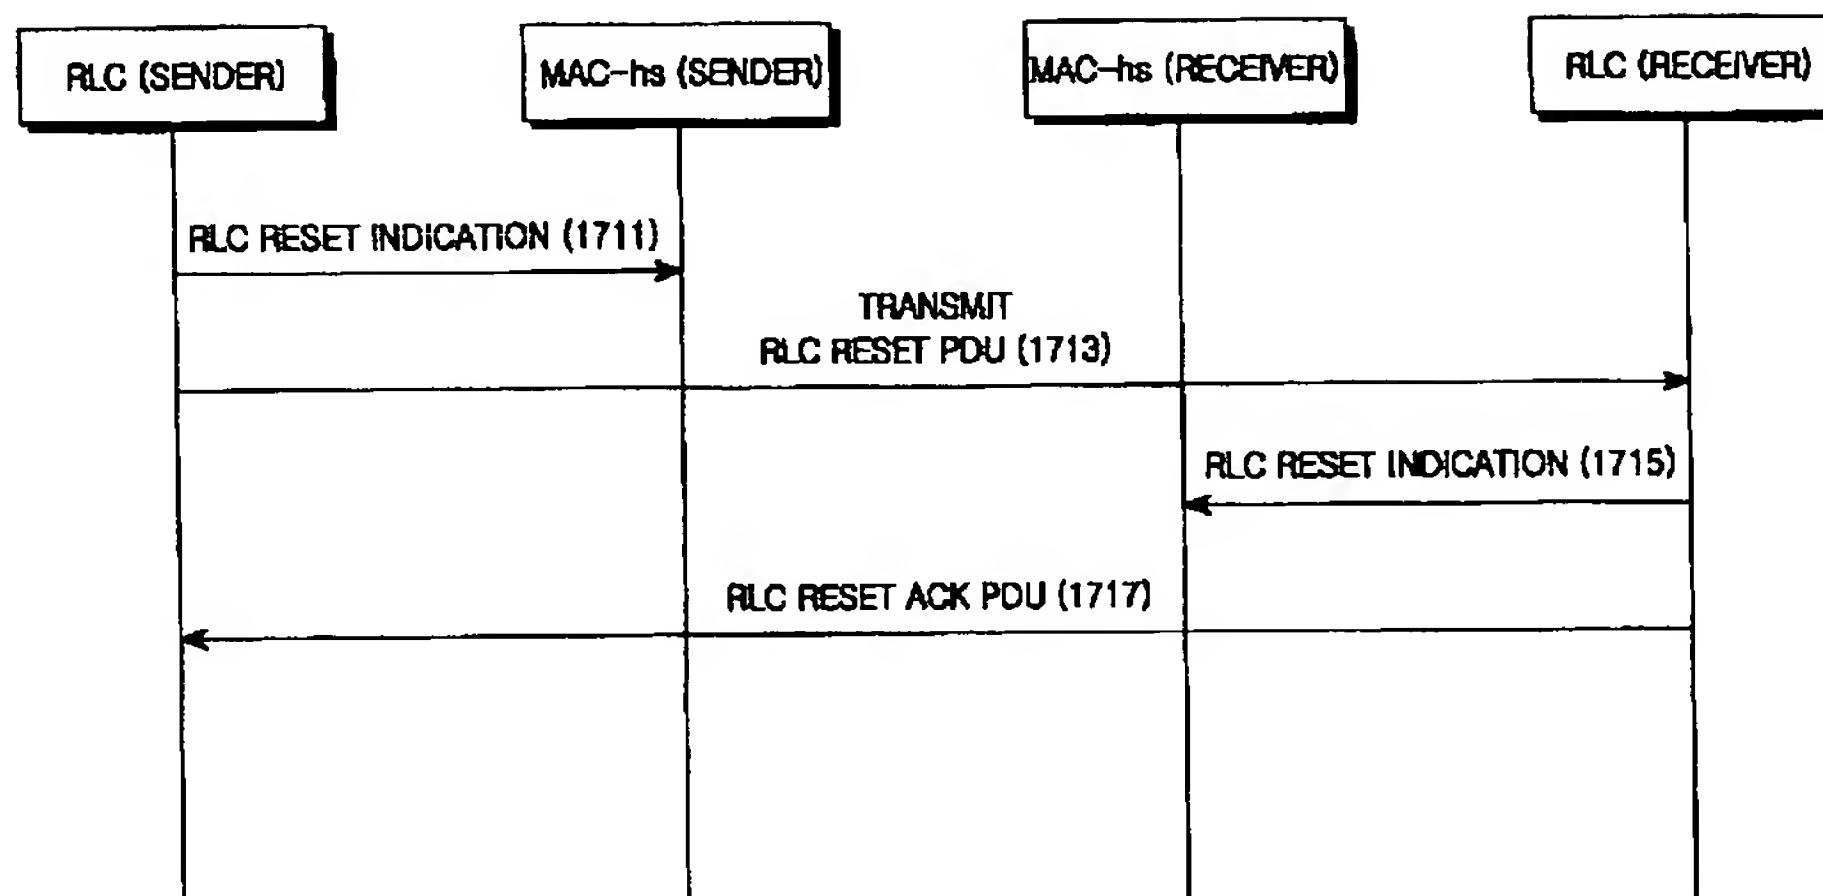 RLC (SENDER)
MAC-hs (SENDER)
MAC-hs (RECEIVER)
RLC (RECEIVER)
RLC RESET INDICATION (1711)
TRANSMIT
RLC RESET PDU (1713)
RLC RESET INDICATION (1715)
RLC RESET ACK PDU (1717)